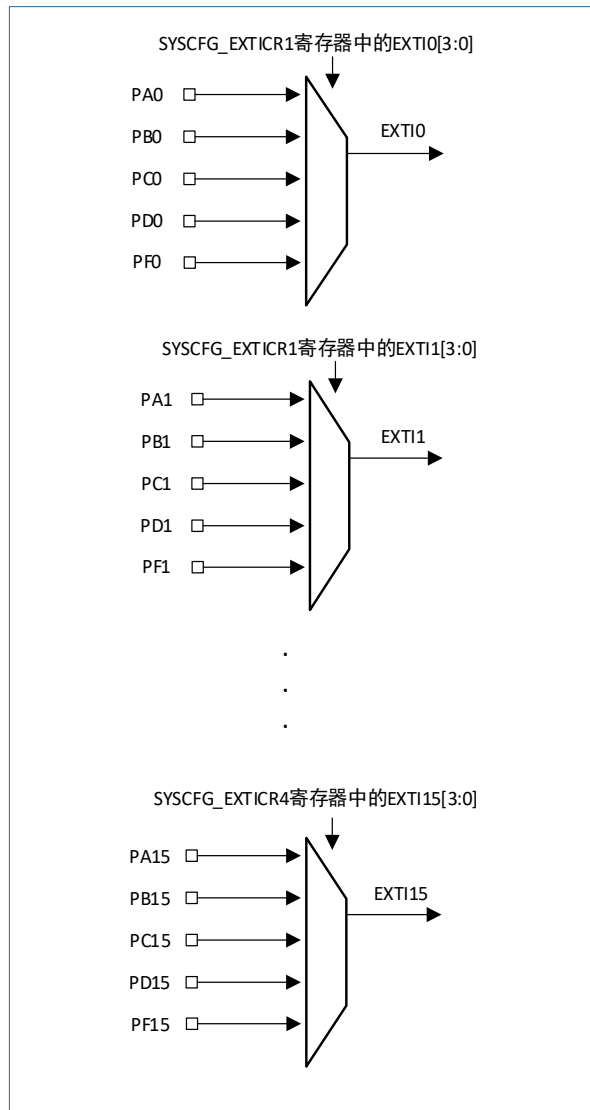 SYSCFG_EXTICR1寄存器中的EXTI0[3:0]
PA0
PB0
EXTI0
PC0
PD0
PF0
SYSCFG_EXTICR1寄存器中的EXTI1[3:0]
PA1
PB1
EXTI1
PC1
PD1
PF1
.
.
.
SYSCFG_EXTICR4寄存器中的EXTI15[3:0]
PA15
PB15
EXTI15
PC15
PD15
PF15